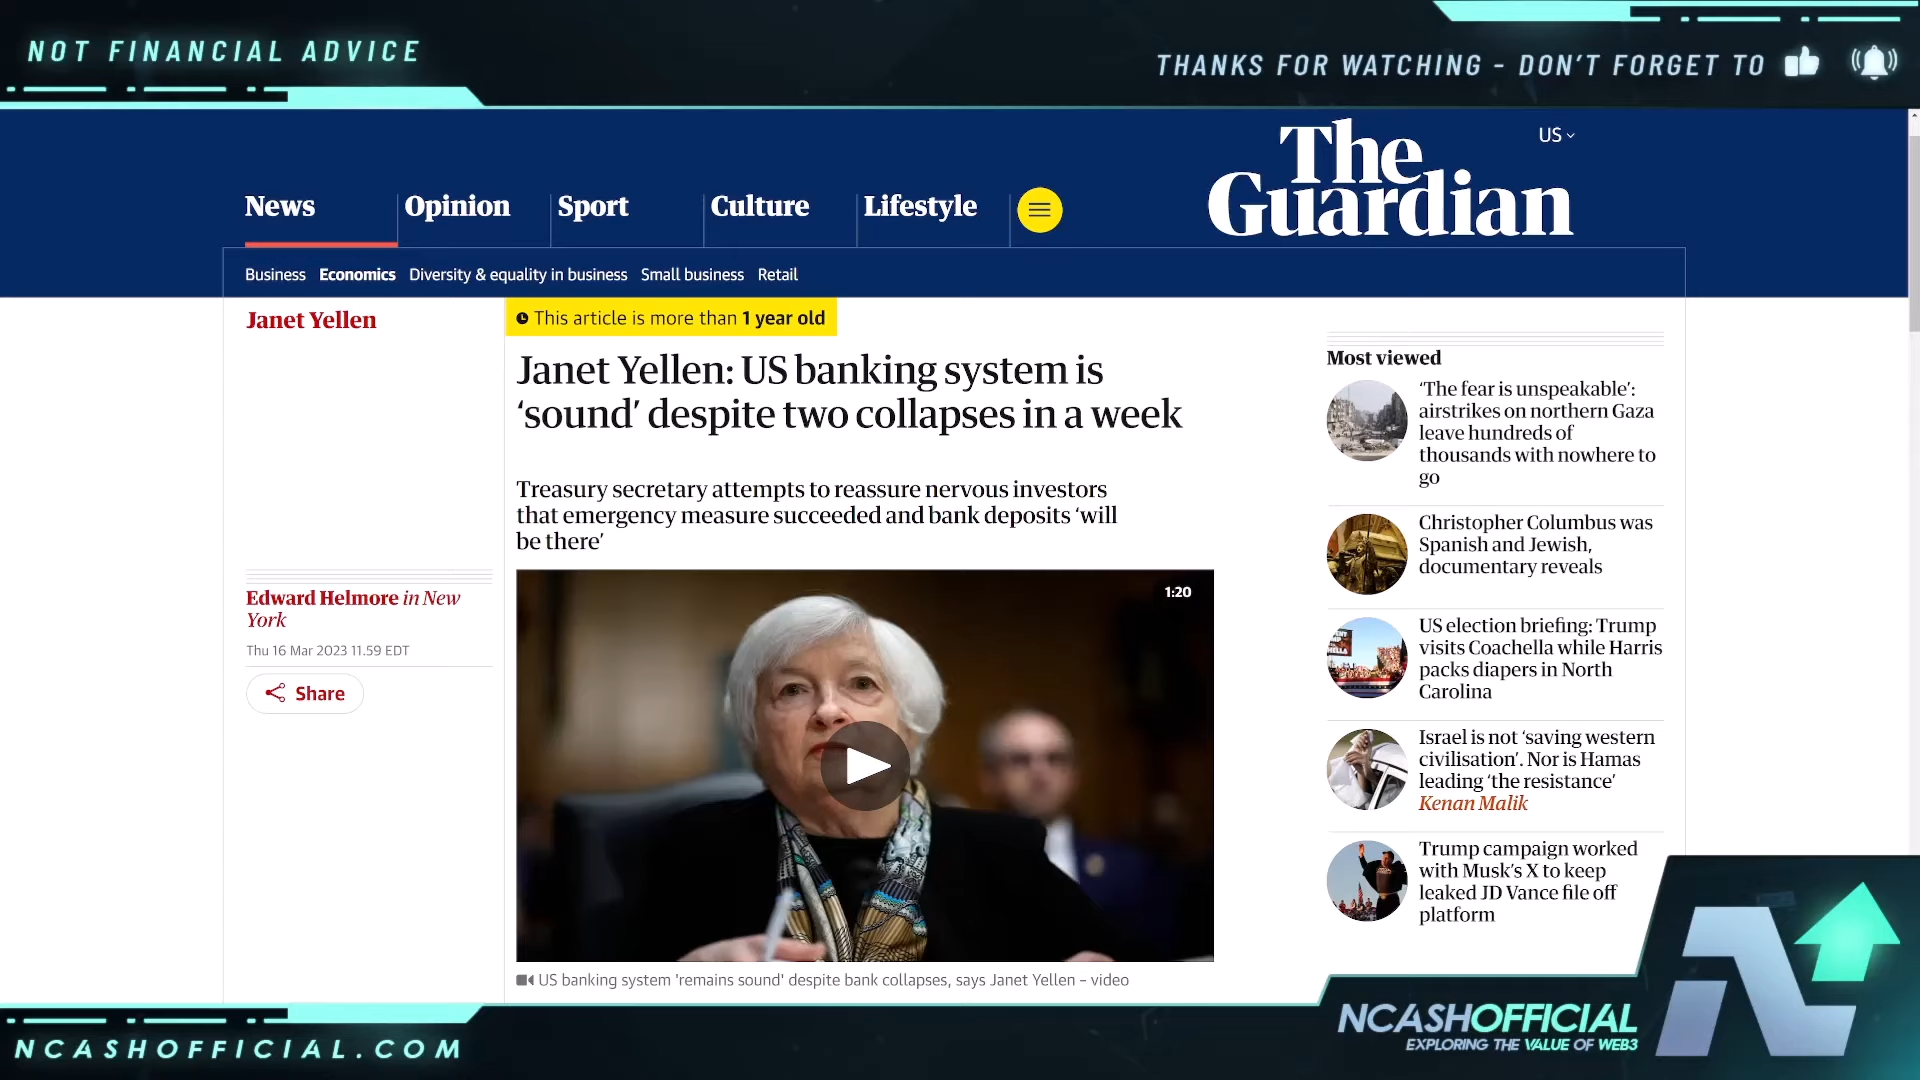 NOT FINANCIAL ADVICE
THANKS FOR WATCHING - DON'T FORGET TO
US
The
Guardian
News
Opinion
Sport
Culture
Lifestyle
Business
Economics
Diversity & equality in business
Small business
Retail
Janet Yellen
This article is more than 1 year old
Janet Yellen: US banking system is
‘sound’ despite two collapses in a week
Treasury secretary attempts to reassure nervous investors
that emergency measure succeeded and bank deposits ‘will
be there’
Edward Helmore in New
York
Thu 16 Mar 2023 11.59 EDT
Share
1:20
US banking system 'remains sound' despite bank collapses, says Janet Yellen – video
Most viewed
‘The fear is unspeakable’:
airstrikes on northern Gaza
leave hundreds of
thousands with nowhere to
go
Christopher Columbus was
Spanish and Jewish,
documentary reveals
US election briefing: Trump
visits Coachella while Harris
packs diapers in North
Carolina
Israel is not ‘saving western
civilisation’. Nor is Hamas
leading ‘the resistance’
Kenan Malik
Trump campaign worked
with Musk’s X to keep
leaked JD Vance file off
platform
NCASHOFFICIAL.COM
NCASHOFFICIAL
EXPLORING THE VALUE OF WEB3